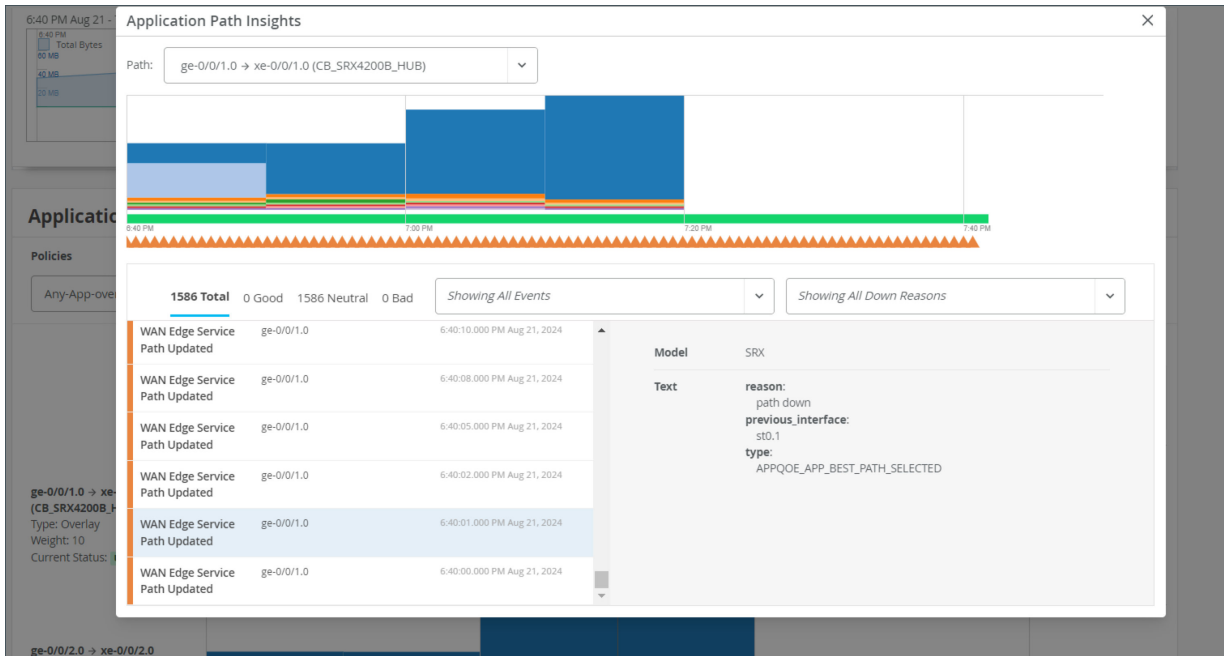 6:40 PM Aug 21 -
Application Path Insights
6:40 PM
Total Bytes
60 MB
40 MB
20 MB
Path:
ge-0/0/1.0 → xe-0/0/1.0 (CB_SRX4200B_HUB)
6:40 PM
7:00 PM
7:20 PM
7:40 PM
Applicatic
Policies
Any-App-over
1586 Total
0 Good
1586 Neutral
0 Bad
Showing All Events
Showing All Down Reasons
WAN Edge Service
Path Updated
ge-0/0/1.0
6:40:10.000 PM Aug 21, 2024
WAN Edge Service
Path Updated
ge-0/0/1.0
6:40:08.000 PM Aug 21, 2024
WAN Edge Service
Path Updated
ge-0/0/1.0
6:40:05.000 PM Aug 21, 2024
WAN Edge Service
Path Updated
ge-0/0/1.0
6:40:02.000 PM Aug 21, 2024
WAN Edge Service
Path Updated
ge-0/0/1.0
6:40:01.000 PM Aug 21, 2024
WAN Edge Service
Path Updated
ge-0/0/1.0
6:40:00.000 PM Aug 21, 2024
Model
SRX
Text
reason:
path down
previous_interface:
st0.1
type:
APPQOE_APP_BEST_PATH_SELECTED
ge-0/0/1.0 → xe-
(CB_SRX4200B_H
Type: Overlay
Weight: 10
Current Status:
ge-0/0/2.0 → xe-0/0/2.0